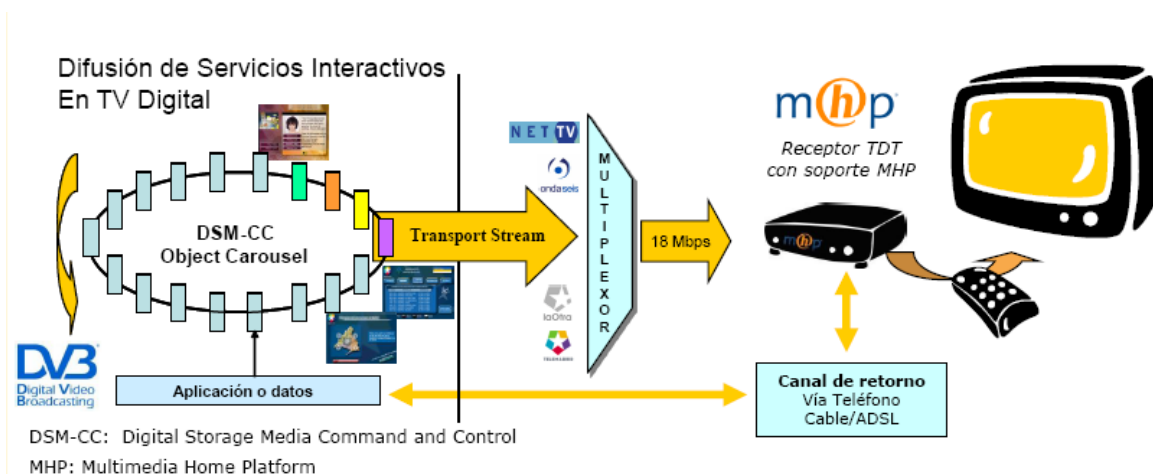 Difusión de Servicios Interactivos
En TV Digital
DSM-CC
Object Carousel
Transport Stream
NET TV
ondaseis
laOtra
TELEMADRID
MULTIPLEXOR
18 Mbps
mhp
Receptor TDT
con soporte MHP
mhp
DVB
Digital Video
Broadcasting
Aplicación o datos
Canal de retorno
Vía Teléfono
Cable/ADSL
DSM-CC: Digital Storage Media Command and Control
MHP: Multimedia Home Platform